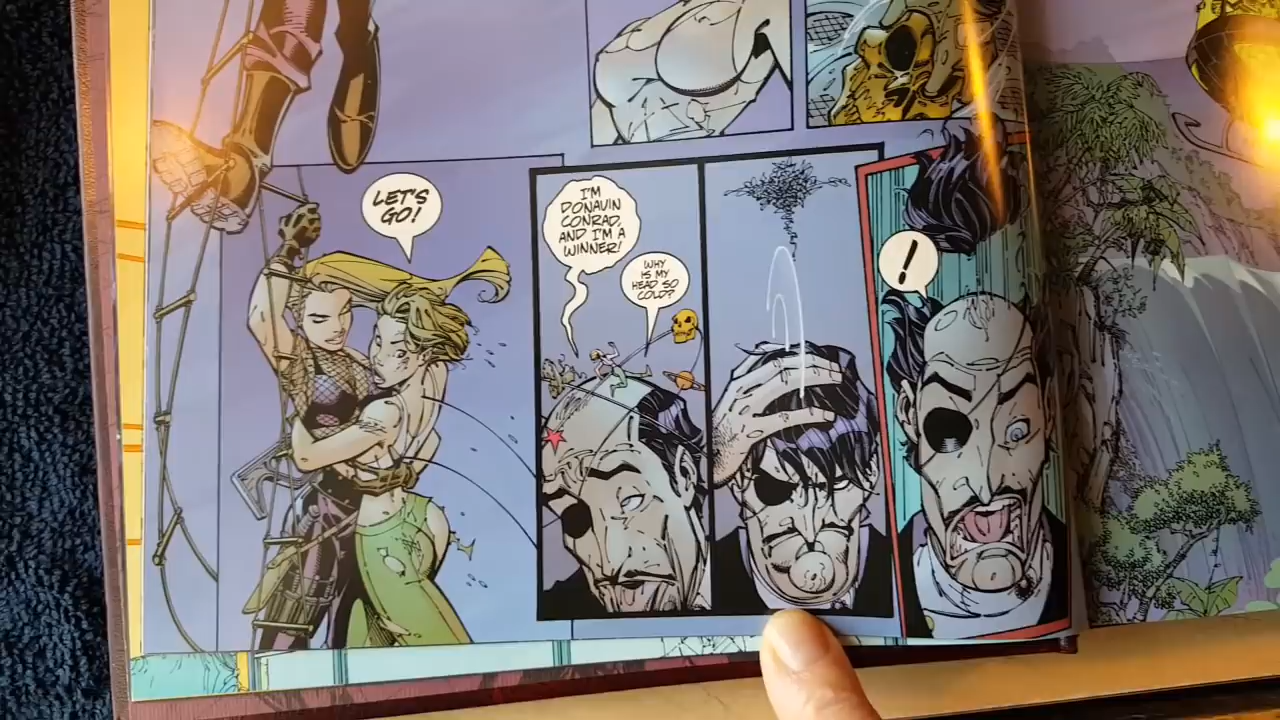 LET'S
GO!
I'M
DONAVIN
CONRAD,
AND I'M A
WINNER!
WHY
IS MY
HEAD SO
COLD?
!